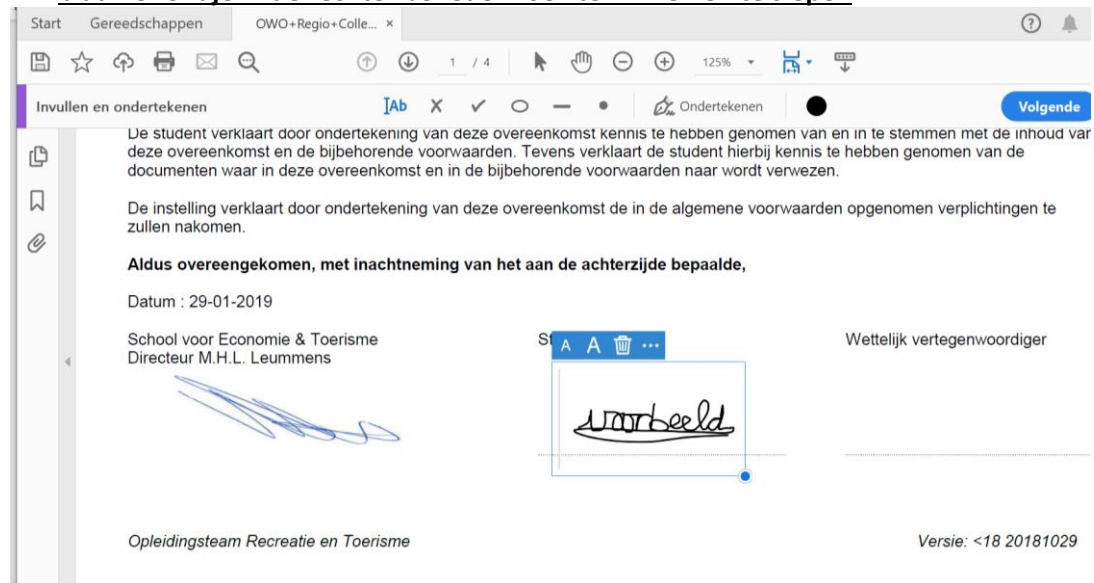 Start Gereedschappen OWO+Regio+Colle... ×
1 / 4 125%
Invullen en ondertekenen Ab Ondertekenen Volgende
De student verklaart door ondertekening van deze overeenkomst kennis te hebben genomen van en in te stemmen met de inhoud van
deze overeenkomst en de bijbehorende voorwaarden. Tevens verklaart de student hierbij kennis te hebben genomen van de
documenten waar in deze overeenkomst en in de bijbehorende voorwaarden naar wordt verwezen.
De instelling verklaart door ondertekening van deze overeenkomst de in de algemene voorwaarden opgenomen verplichtingen te
zullen nakomen.
Aldus overeengekomen, met inachtneming van het aan de achterzijde bepaalde,
Datum : 29-01-2019
School voor Economie & Toerisme
Directeur M.H.L. Leummens
A A ...
Wettelijk vertegenwoordiger
voorbeeld
Opleidingsteam Recreatie en Toerisme
Versie: <18 20181029